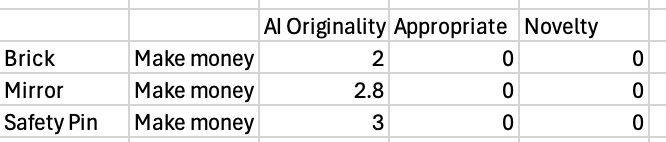 AI Originality Appropriate Novelty
Brick Make money 2 0 0
Mirror Make money 2.8 0 0
Safety Pin Make money 3 0 0